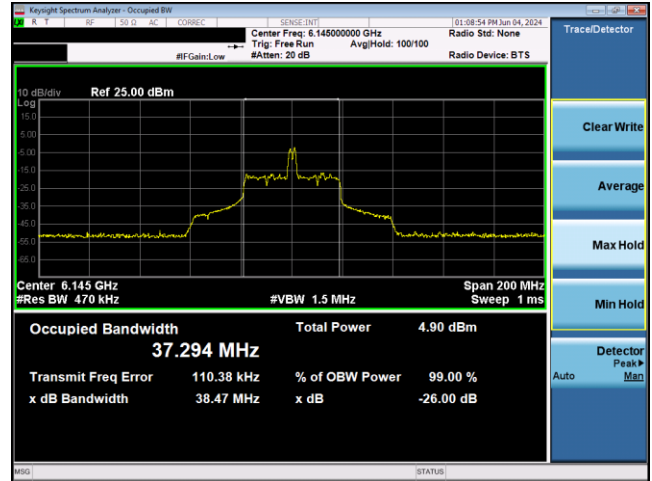 Keysight Spectrum Analyzer - Occupied BW
R T RF 50 Ω AC CORREC SENSE:INT 01:08:54 PM Jun 04, 2024
Center Freq: 6.145000000 GHz Radio Std: None
Trig: Free Run Avg|Hold: 100/100
#IFGain:Low #Atten: 20 dB Radio Device: BTS
Trace/Detector
10 dB/div Ref 25.00 dBm
Log
15.0
5.00
-5.00
-15.0
-25.0
-35.0
-45.0
-55.0
-65.0
Center 6.145 GHz Span 200 MHz
#Res BW 470 kHz #VBW 1.5 MHz Sweep 1 ms
Occupied Bandwidth Total Power 4.90 dBm
37.294 MHz
Transmit Freq Error 110.38 kHz % of OBW Power 99.00 %
x dB Bandwidth 38.47 MHz x dB -26.00 dB
Clear Write
Average
Max Hold
Min Hold
Detector
Peak▶
Auto Man
MSG STATUS